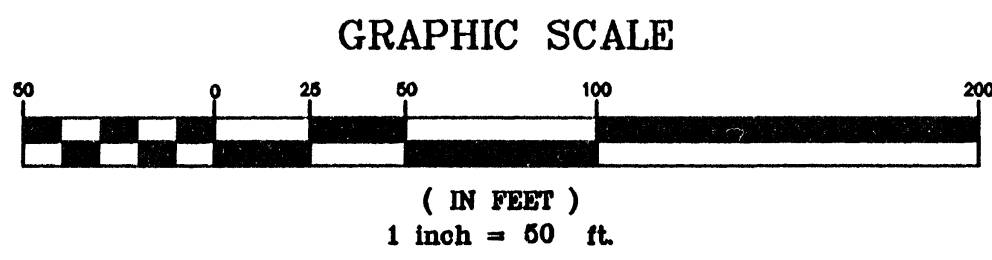 GRAPHIC SCALE
50 0 25 50 100 200
( IN FEET )
1 inch = 50 ft.